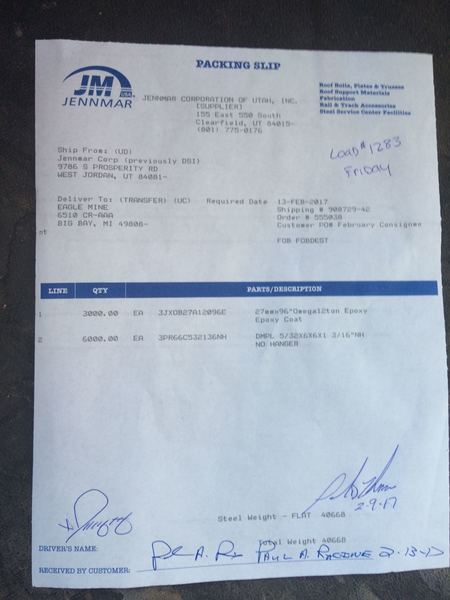 PACKING SLIP
JM
USA
JENNMAR
JENNMAR CORPORATION OF UTAH, INC.
[SUPPLIER]
155 East 550 South
Clearfield, UT 84015-
(801) 775-0176
Roof Bolts, Plates & Trusses
Roof Support Materials
Fabrication
Rail & Track Accessories
Steel Service Center Facilities
LOAD# 1283
FRIDAY
Ship From: (UD)
Jennmar Corp (previously DSI)
9786 S PROSPERITY RD
WEST JORDAN, UT 84081-
Deliver To: (TRANSFER) (UC) Required Date 13-FEB-2017
EAGLE MINE Shipping # 908729-42
6510 CR-AAA Order # 555038
BIG BAY, MI 49808- Customer PO# February Consignme
nt
FOB FOBDEST
LINE QTY PARTS/DESCRIPTION
1 3000.00 EA 3JXOB27A12096E 27mmx96"Omega12ton Epoxy
Epoxy Coat
2 6000.00 EA 3PR66C532136NH DMPL 5/32X6X6X1 3/16"NH
NO HANGER
2-9-17
Steel Weight - FLAT 40668
Total Weight 40668
DRIVER'S NAME:
RECEIVED BY CUSTOMER: PAUL A. 2-13-17